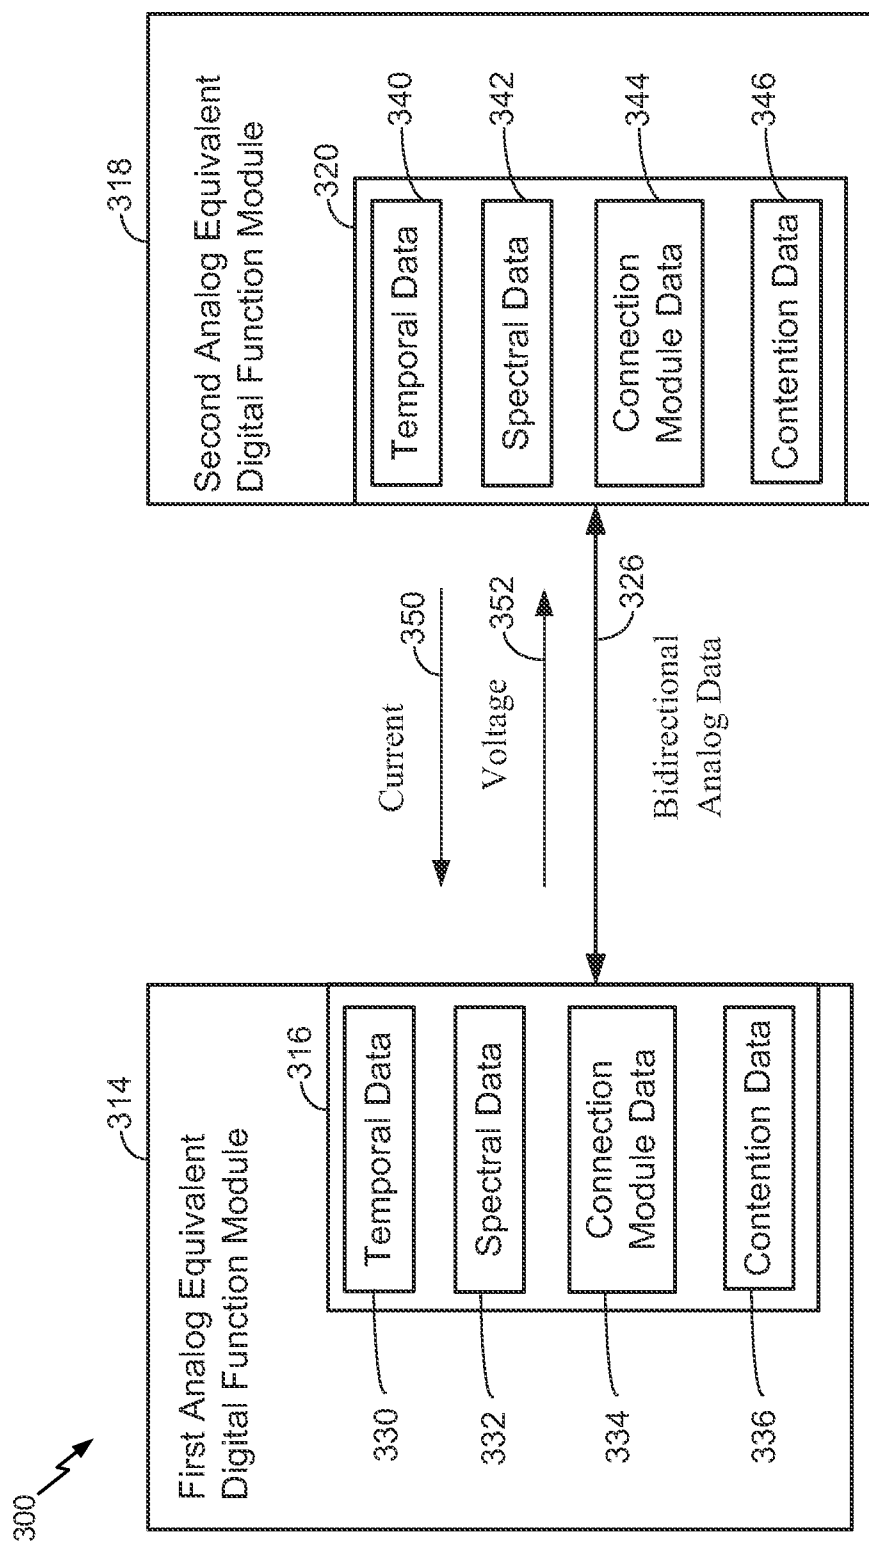 300
314
First Analog Equivalent
Digital Function Module
316
Temporal Data
330
Spectral Data
332
Connection
Module Data
334
Contention Data
336
Current
350
Voltage
352
326
Bidirectional
Analog Data
318
Second Analog Equivalent
Digital Function Module
320
Temporal Data
340
Spectral Data
342
Connection
Module Data
344
Contention Data
346